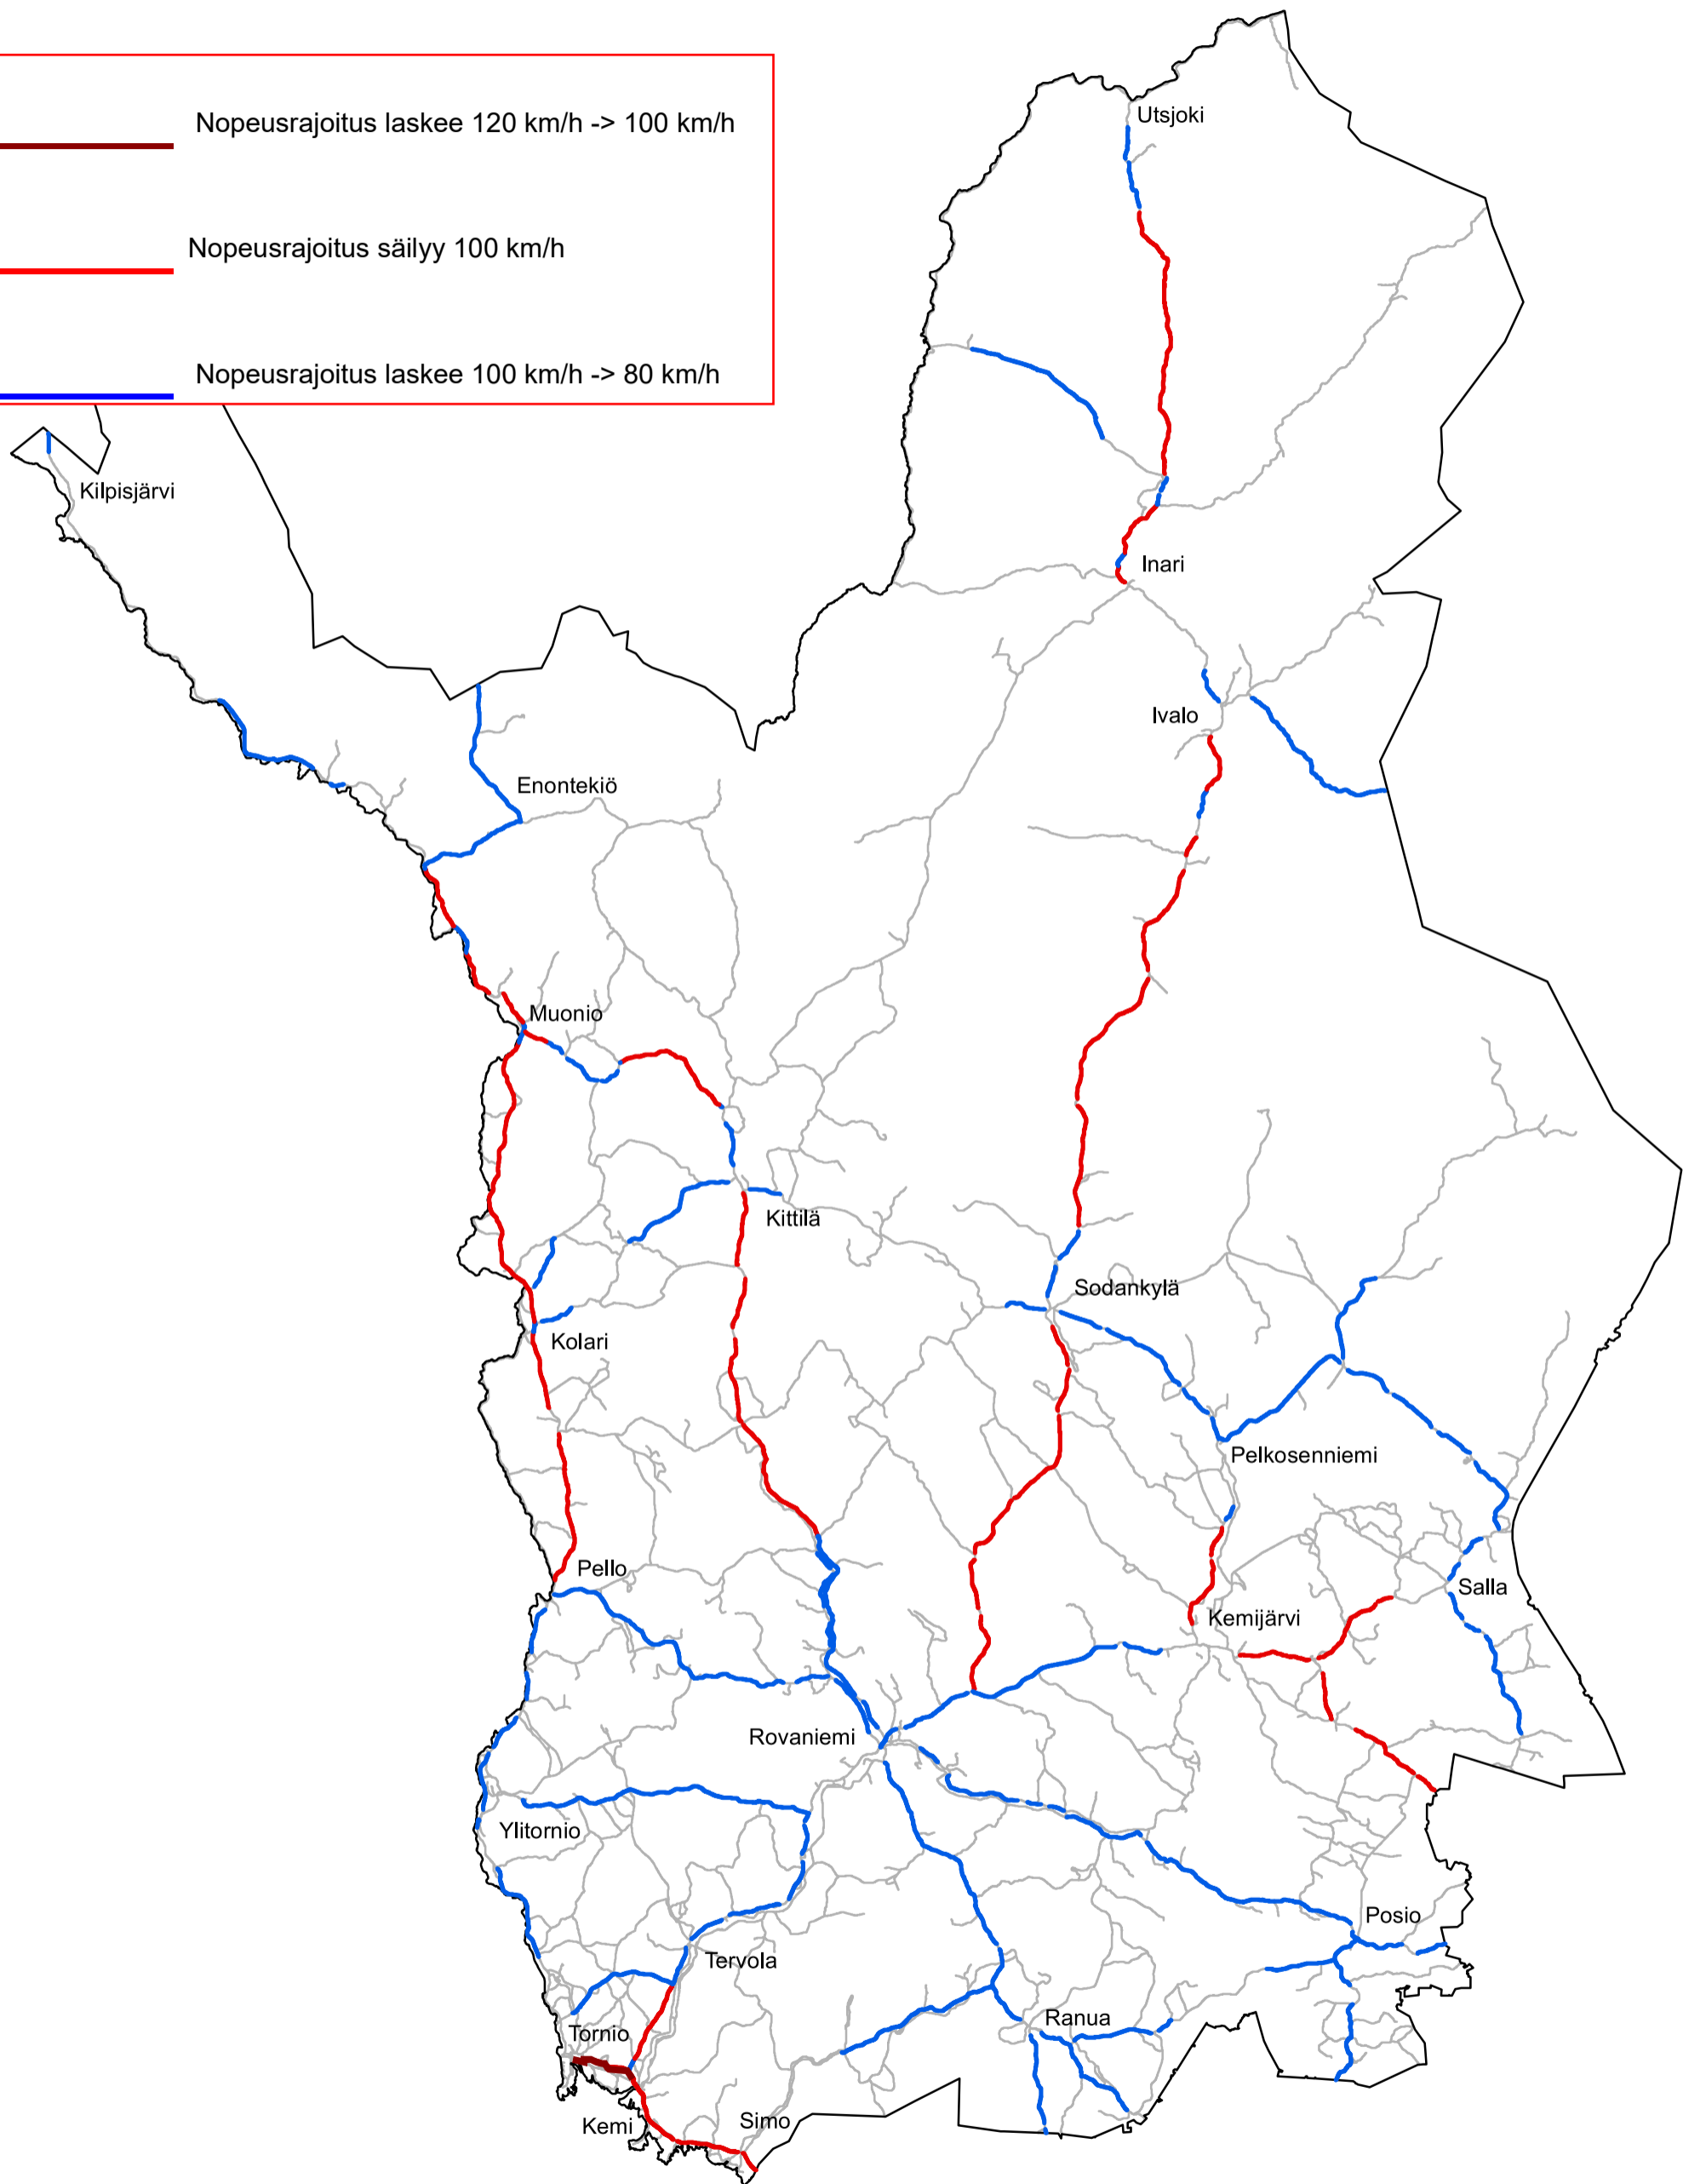 Nopeusrajoitus laskee 120 km/h -> 100 km/h
Nopeusrajoitus säilyy 100 km/h
Nopeusrajoitus laskee 100 km/h -> 80 km/h
Utsjoki
Kilpisjärvi
Inari
Ivalo
Enontekiö
Muonio
Kittilä
Sodankylä
Kolari
Pelkosenniemi
Pello
Salla
Kemijärvi
Rovaniemi
Ylitornio
Posio
Tervola
Ranua
Tornio
Simo
Kemi